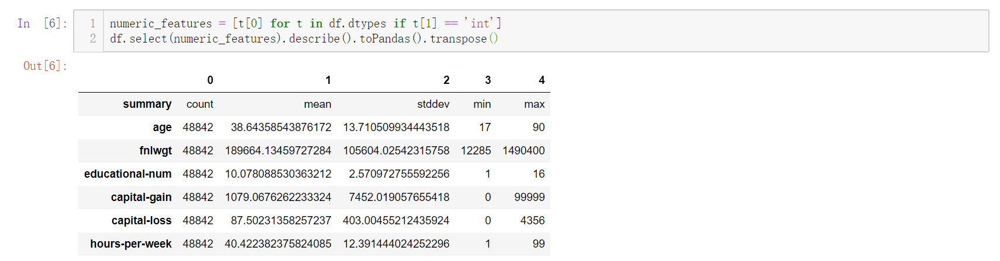 In [6]:
1 numeric_features = [t[0] for t in df.dtypes if t[1] == 'int']
2 df.select(numeric_features).describe().toPandas().transpose()
Out[6]:
0 1 2 3 4
summary count mean stddev min max
age 48842 38.64358543876172 13.710509934443518 17 90
fnlwgt 48842 189664.13459727284 105604.02542315758 12285 1490400
educational-num 48842 10.078088530363212 2.570972755592256 1 16
capital-gain 48842 1079.0676262233324 7452.019057655418 0 99999
capital-loss 48842 87.50231358257237 403.00455212435924 0 4356
hours-per-week 48842 40.422382375824085 12.391444024252296 1 99